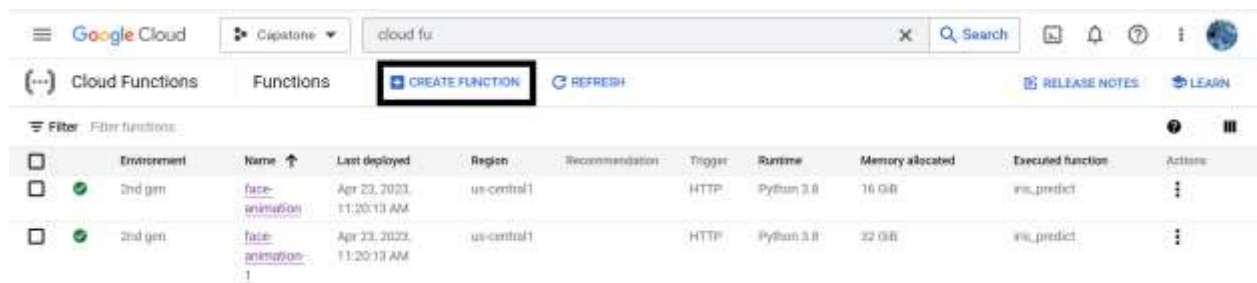 Google Cloud Capstone cloud fu Search
Cloud Functions Functions CREATE FUNCTION REFRESH RELEASE NOTES LEARN
Filter Filter functions
Environment Name Last deployed Region Recommendation Trigger Runtime Memory allocated Executed function Actions
2nd gen face- Apr 23, 2023, us-central1 HTTP Python 3.8 16 GiB iris_predict
animation 11:20:13 AM
2nd gen face- Apr 23, 2023, us-central1 HTTP Python 3.8 32 GiB iris_predict
animation- 11:20:13 AM
1